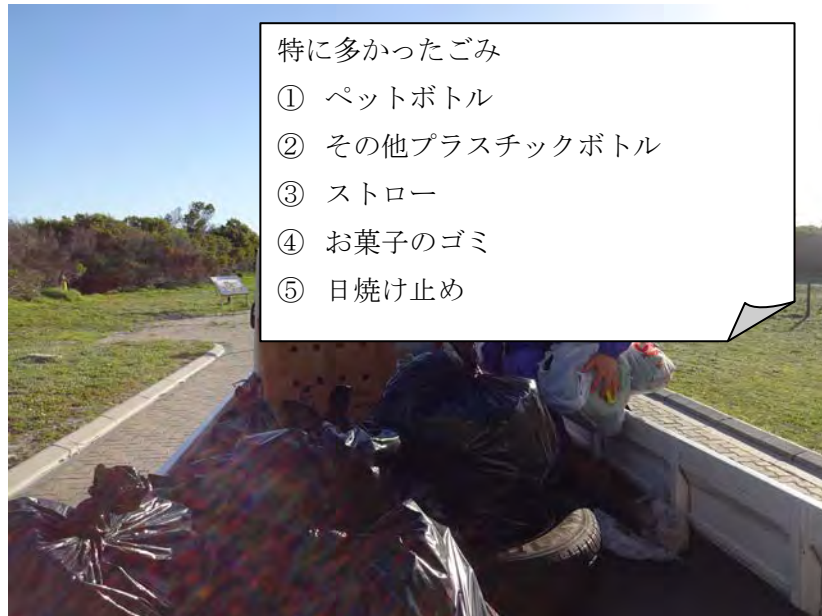 特に多かったごみ
① ペットボトル
② その他プラスチックボトル
③ ストロー
④ お菓子のゴミ
⑤ 日焼け止め